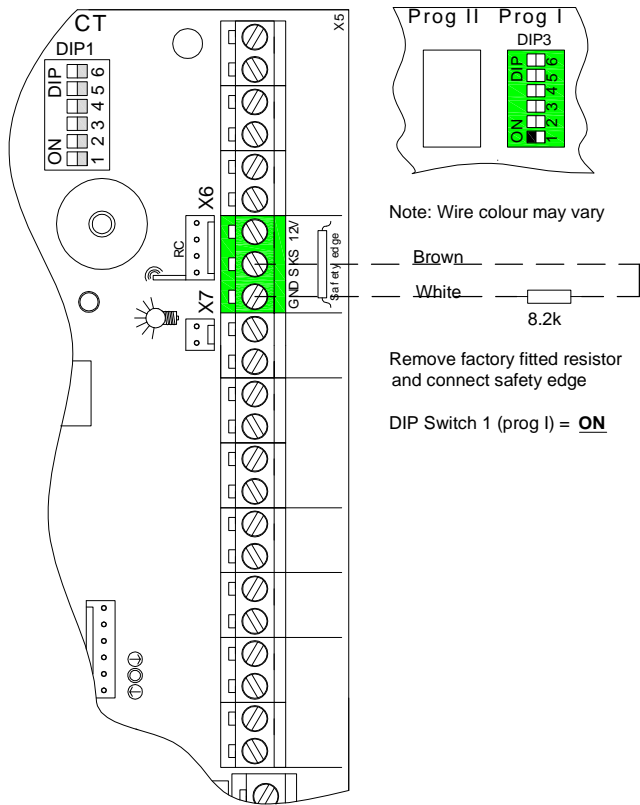 CT
DIP1
DIP
ON
1 2 3 4 5 6
X5
X6
RC
X7
12V
SKS
GND
Safety edge
Prog II Prog I
DIP3
DIP
ON
1 2 3 4 5 6
Note: Wire colour may vary
Brown
White
8.2k
Remove factory fitted resistor
and connect safety edge
DIP Switch 1 (prog I) = ON